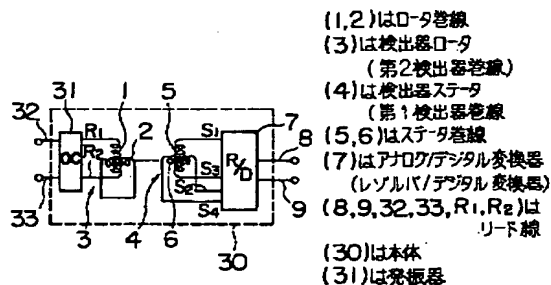 31
1
5
7
32
R1
2
S1
8
OC
R2
R/D
S3
S2
S4
9
33
3
4
6
30
(1,2)はロータ巻線
(3)は検出器ロータ
(第2検出器巻線)
(4)は検出器ステータ
(第1検出器巻線
(5,6)はステータ巻線
(7)はアナログ/デジタル変換器
(レゾルバ/デジタル変換器)
(8,9,32,33,R1,R2)は
リード線
(30)は本体
(31)は発振器